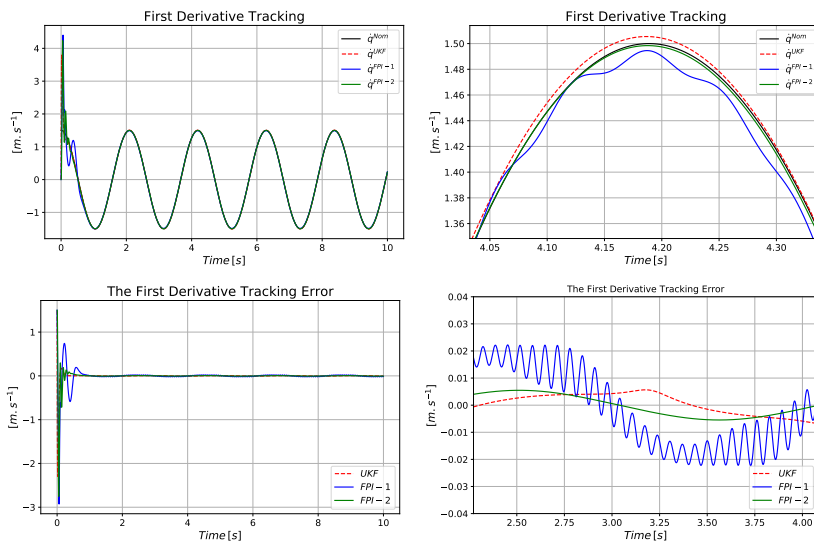 First Derivative Tracking
[m. s⁻¹]
4
3
2
1
0
−1
0 2 4 6 8 10
Time [s]
q̇^Nom
q̇^UKF
q̇^FPI−1
q̇^FPI−2
First Derivative Tracking
[m. s⁻¹]
1.50
1.48
1.46
1.44
1.42
1.40
1.38
1.36
4.05 4.10 4.15 4.20 4.25 4.30
Time [s]
q̇^Nom
q̇^UKF
q̇^FPI−1
q̇^FPI−2
The First Derivative Tracking Error
[m. s⁻¹]
1
0
−1
−2
−3
0 2 4 6 8 10
Time [s]
UKF
FPI − 1
FPI − 2
The First Derivative Tracking Error
[m. s⁻¹]
0.04
0.03
0.02
0.01
0.00
−0.01
−0.02
−0.03
−0.04
2.50 2.75 3.00 3.25 3.50 3.75 4.00
Time [s]
UKF
FPI − 1
FPI − 2